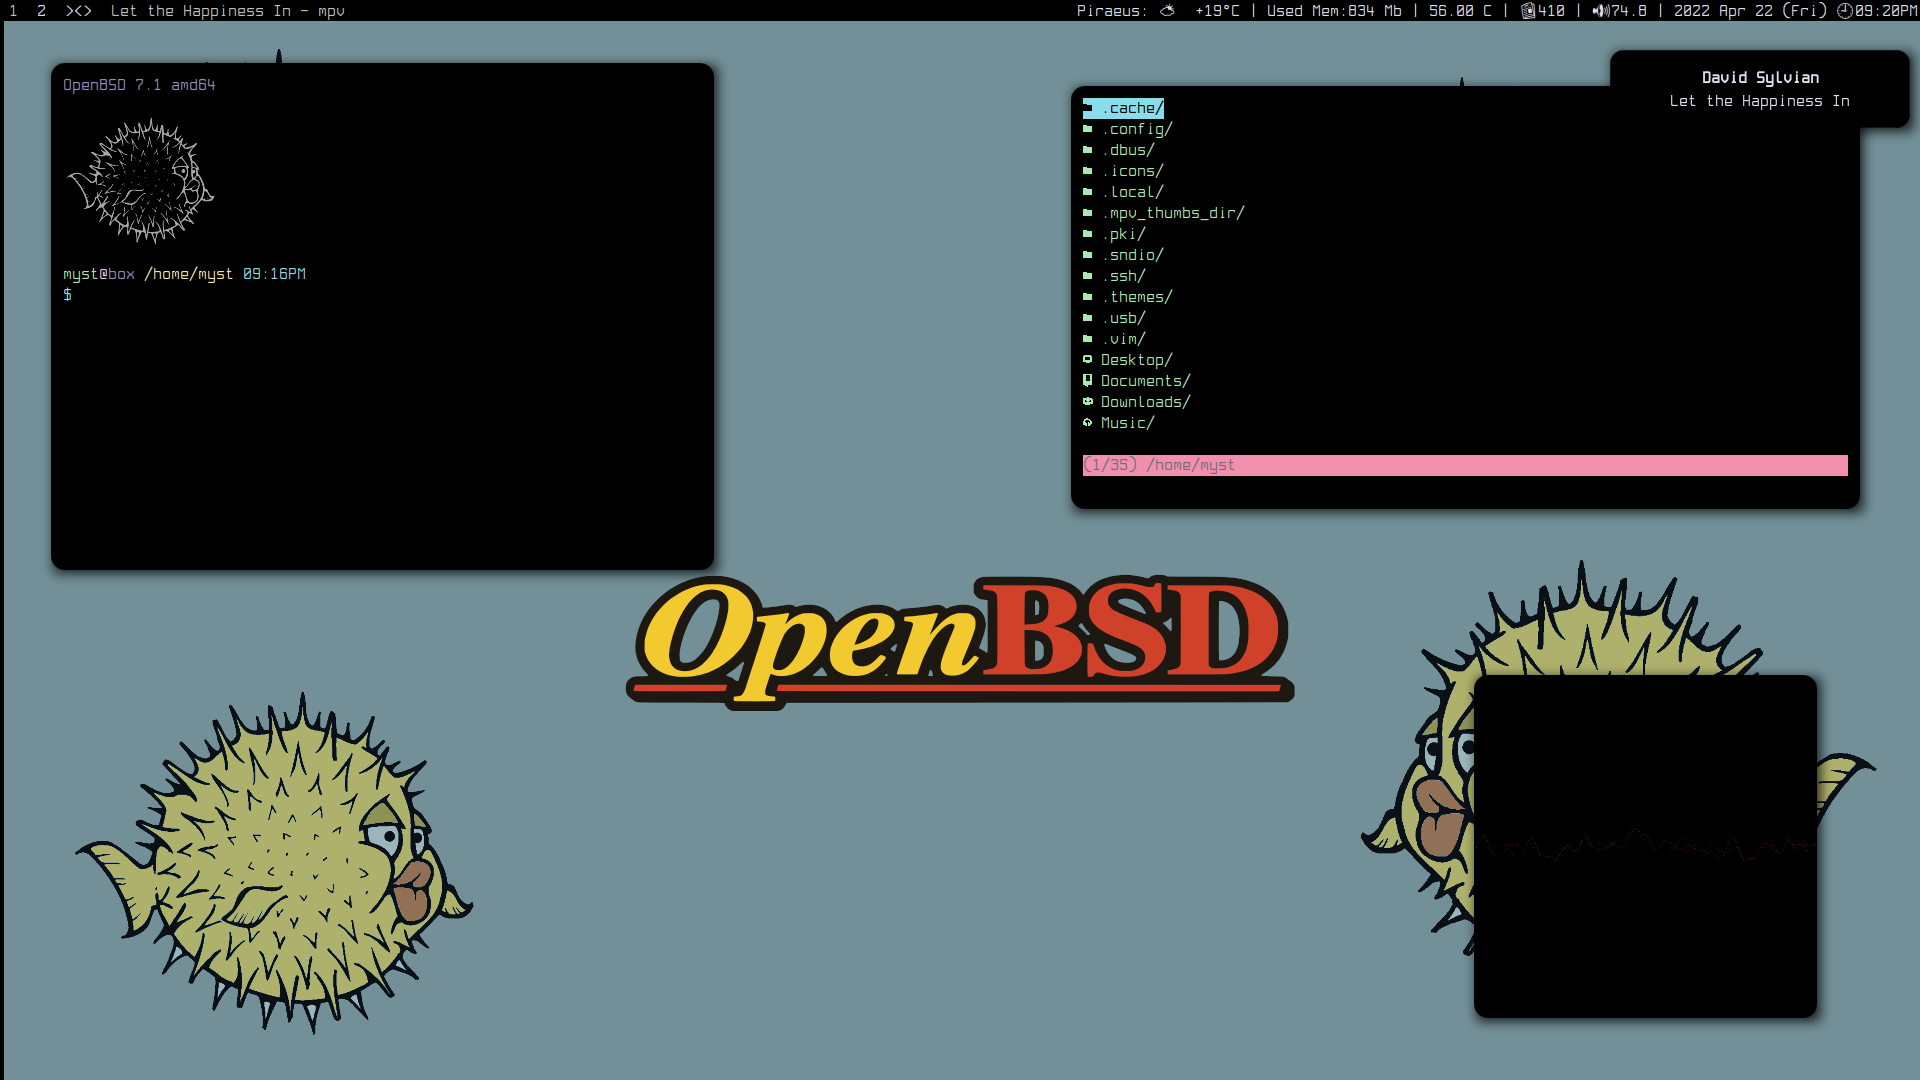 1 2 ><> Let the Happiness In - mpv
Piraeus: +19°C | Used Mem:834 Mb | 56.00 C | 410 | 74.8 | 2022 Apr 22 (Fri) 09:20PM
OpenBSD 7.1 amd64
myst@box /home/myst 09:16PM
$
David Sylvian
Let the Happiness In
.cache/
.config/
.dbus/
.icons/
.local/
.mpv_thumbs_dir/
.pki/
.sndio/
.ssh/
.themes/
.usb/
.vim/
Desktop/
Documents/
Downloads/
Music/
(1/35) /home/myst
OpenBSD